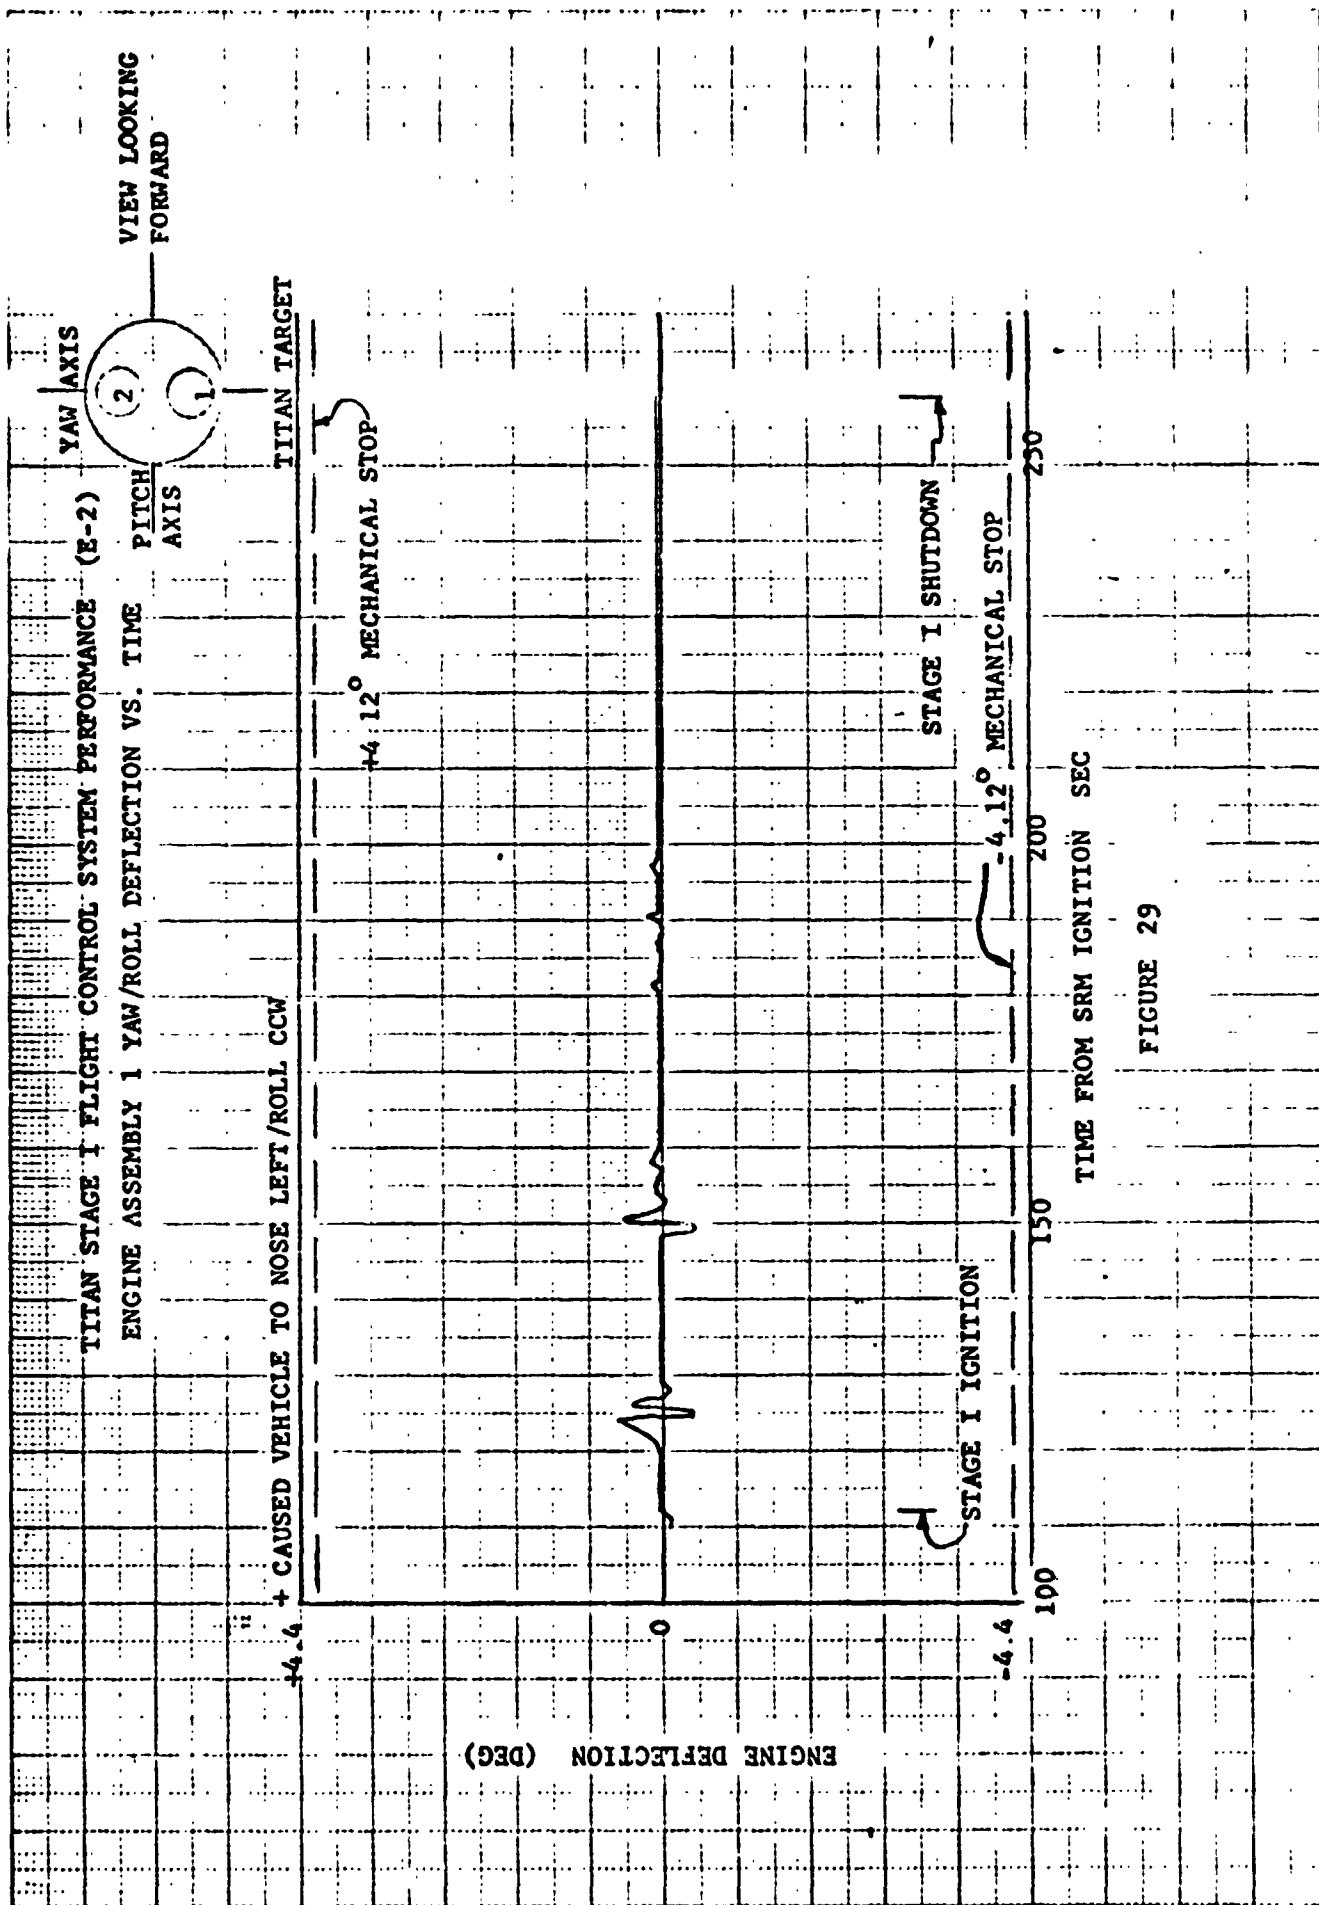 TITAN STAGE I FLIGHT CONTROL SYSTEM PERFORMANCE (E-2)
ENGINE ASSEMBLY 1 YAW/ROLL DEFLECTION VS. TIME
YAW AXIS
PITCH
AXIS
2
1
VIEW LOOKING
FORWARD
+4.4
+ CAUSED VEHICLE TO NOSE LEFT/ROLL CCW
TITAN TARGET
+4.12° MECHANICAL STOP
ENGINE DEFLECTION (DEG)
0
STAGE I IGNITION
STAGE I SHUTDOWN
-4.12° MECHANICAL STOP
-4.4
100
150
200
250
TIME FROM SRM IGNITION SEC
FIGURE 29